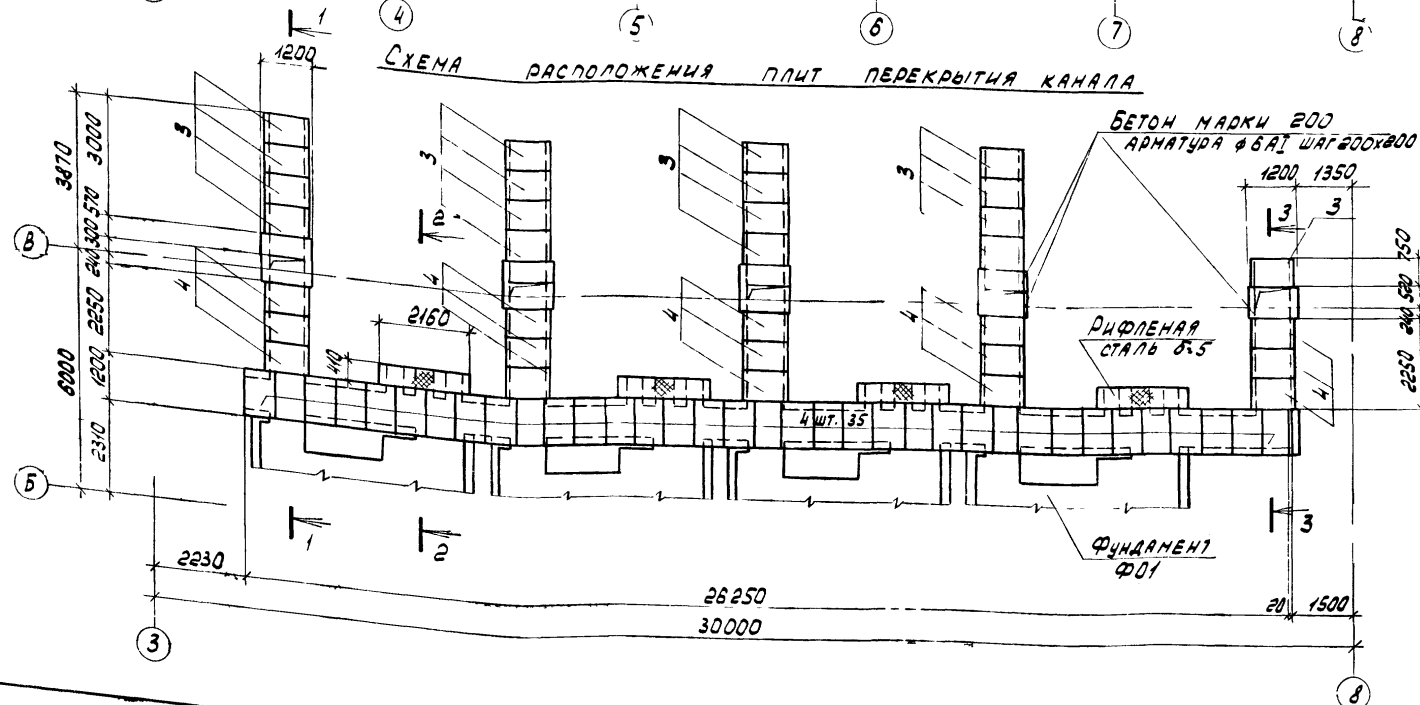 4
5
6
7
8
1
1200
СХЕМА РАСПОЛОЖЕНИЯ ПЛИТ ПЕРЕКРЫТИЯ КАНАЛА
БЕТОН МАРКИ 200
АРМАТУРА ф6АI ШАГ 200х200
1200 1350
3 3 3 3
3 3
3870
3000
570
300
240
2250
1200
6000
2310
В
Б
2
4 4 4 4
2160
410
РИФЛЕНАЯ
СТАЛЬ δ=5
750
520
240
2250
4
4 шт. 35
1
2
3
ФУНДАМЕНТ
ФО1
2230
26250
20 1500
30000
3
8